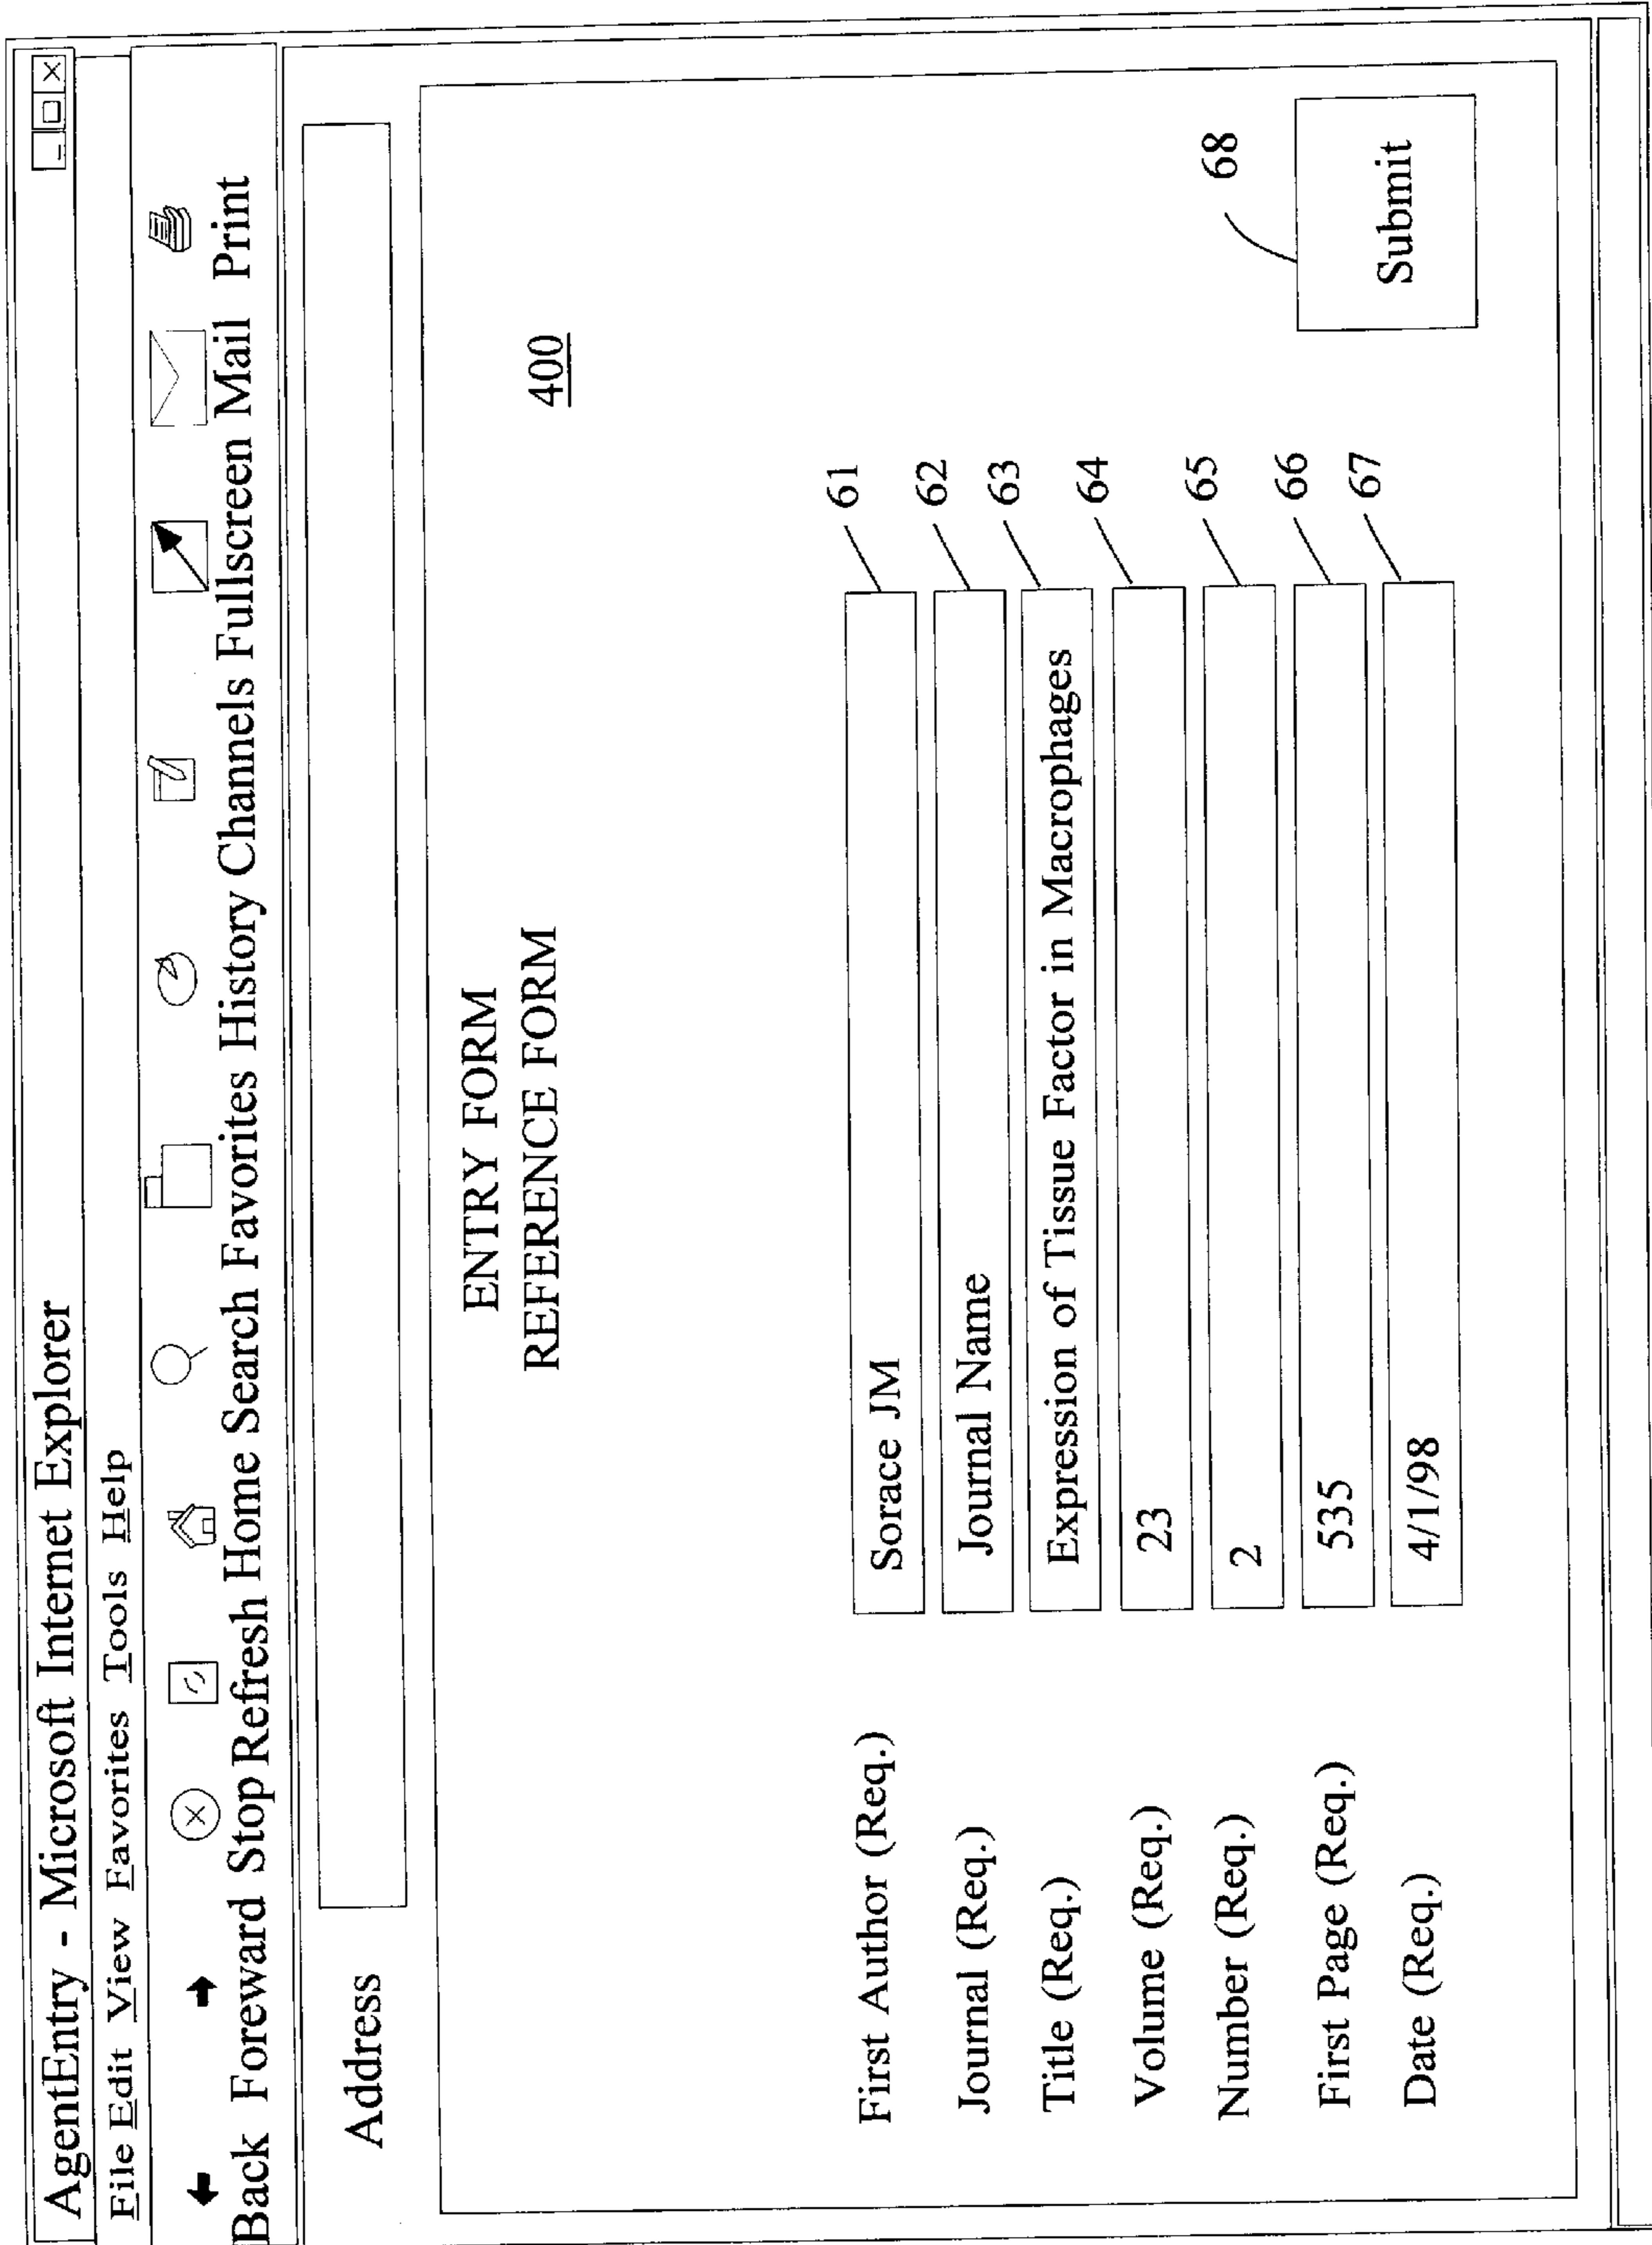 AgentEntry - Microsoft Internet Explorer
File Edit View Favorites Tools Help
Back Foreward Stop Refresh Home Search Favorites History Channels Fullscreen Mail Print
Address
ENTRY FORM
REFERENCE FORM
400
First Author (Req.) Sorace JM 61
Journal (Req.) Journal Name 62
Title (Req.) Expression of Tissue Factor in Macrophages 63
Volume (Req.) 23 64
Number (Req.) 2 65
First Page (Req.) 535 66
Date (Req.) 4/1/98 67
68
Submit